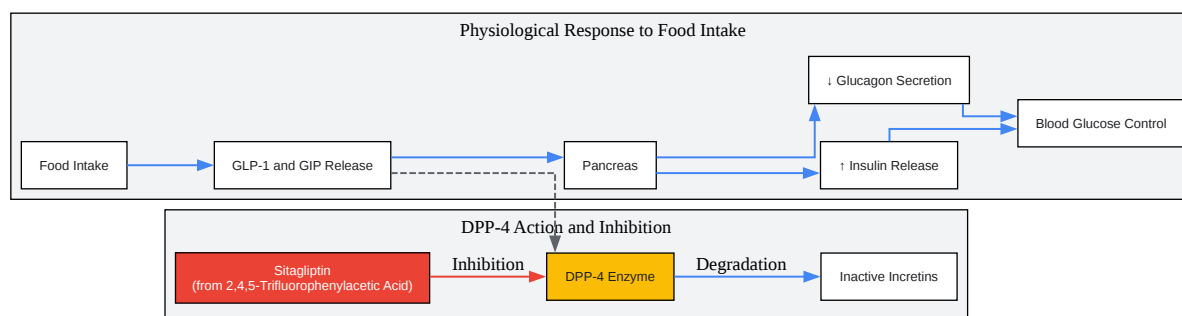 Physiological Response to Food Intake
↓ Glucagon Secretion
Blood Glucose Control
Food Intake
GLP-1 and GIP Release
Pancreas
↑ Insulin Release
DPP-4 Action and Inhibition
Sitagliptin
(from 2,4,5-Trifluorophenylacetic Acid)
Inhibition
DPP-4 Enzyme
Degradation
Inactive Incretins